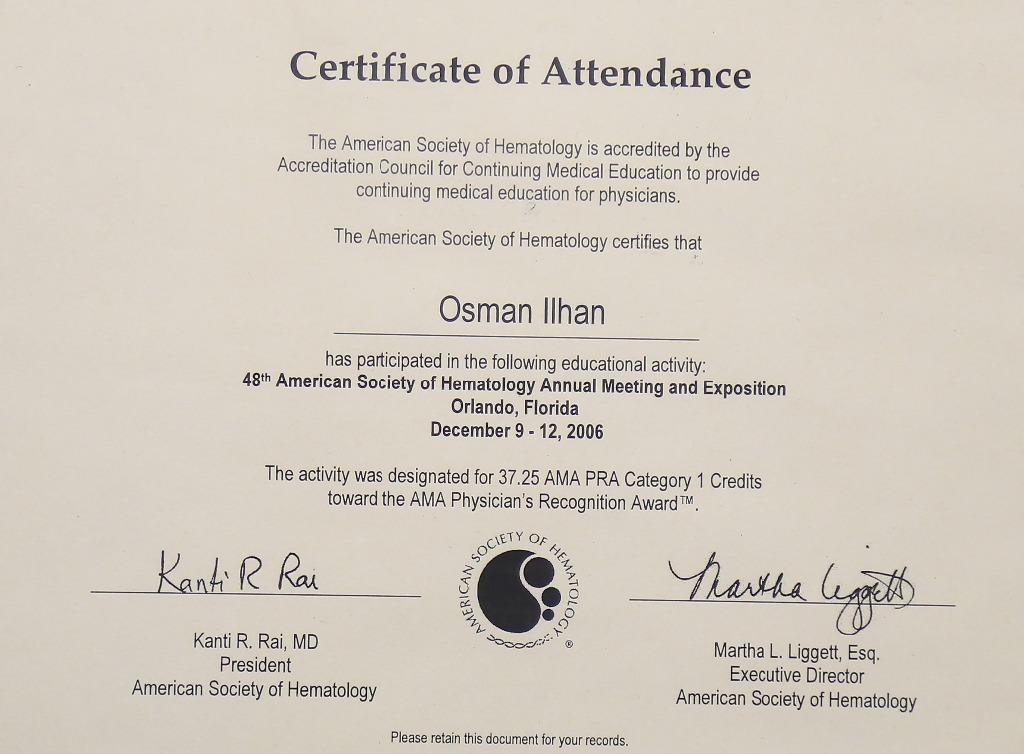 Certificate of Attendance
The American Society of Hematology is accredited by the
Accreditation Council for Continuing Medical Education to provide
continuing medical education for physicians.
The American Society of Hematology certifies that
Osman Ilhan
has participated in the following educational activity:
48th American Society of Hematology Annual Meeting and Exposition
Orlando, Florida
December 9 - 12, 2006
The activity was designated for 37.25 AMA PRA Category 1 Credits
toward the AMA Physician's Recognition Award™.
AMERICAN SOCIETY OF HEMATOLOGY ®
Kanti R Rai
Kanti R. Rai, MD
President
American Society of Hematology
Martha Liggett
Martha L. Liggett, Esq.
Executive Director
American Society of Hematology
Please retain this document for your records.